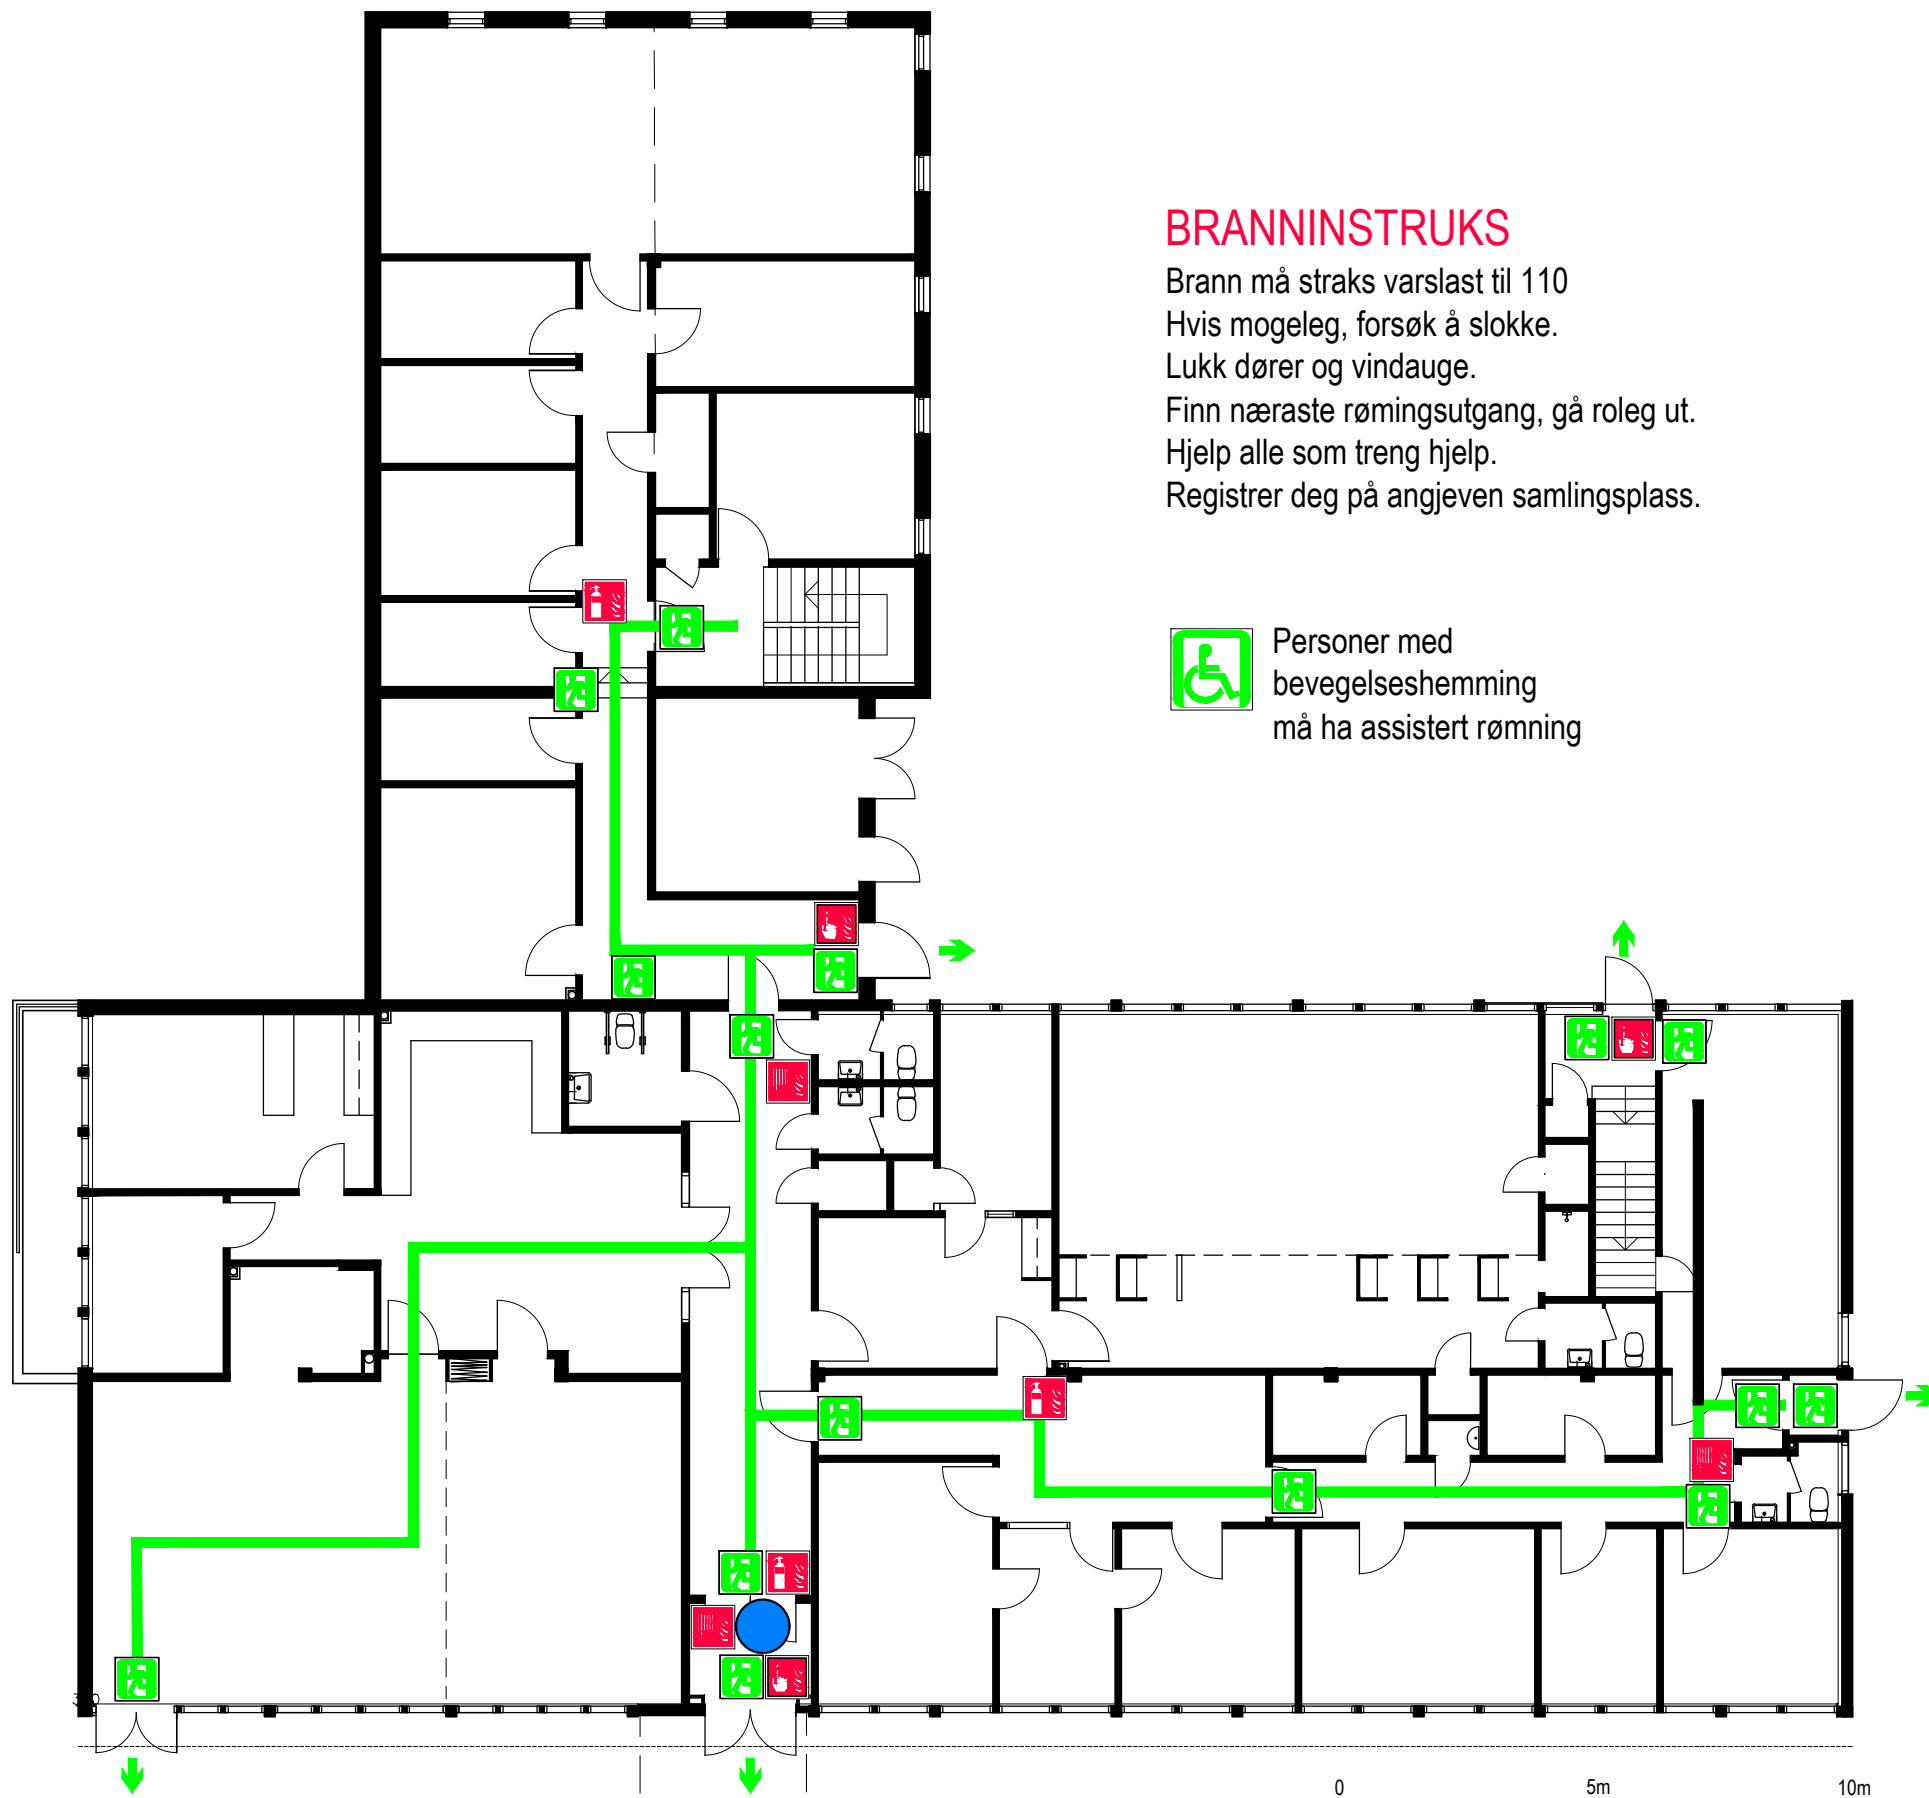 BRANNINSTRUKS
Brann må straks varslast til 110
Hvis mogeleg, forsøk å slokke.
Lukk dører og vindauge.
Finn næraste rømingsutgang, gå roleg ut.
Hjelp alle som treng hjelp.
Registrer deg på angjeven samlingsplass.
Personer med
bevegelseshemming
må ha assistert rømning
0 5m 10m